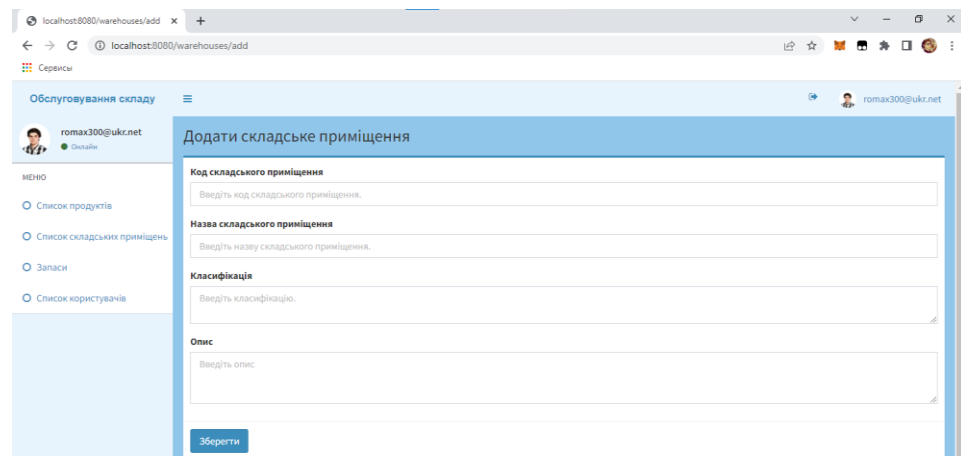 localhost:8080/warehouses/add
localhost:8080/warehouses/add
Сервисы
Обслуговування складу
romax300@ukr.net
romax300@ukr.net
Онлайн
МЕНЮ
Список продуктів
Список складських приміщень
Запаси
Список користувачів
Додати складське приміщення
Код складського приміщення
Введіть код складського приміщення.
Назва складського приміщення
Введіть назву складського приміщення.
Класифікація
Введіть класифікацію.
Опис
Введіть опис
Зберегти